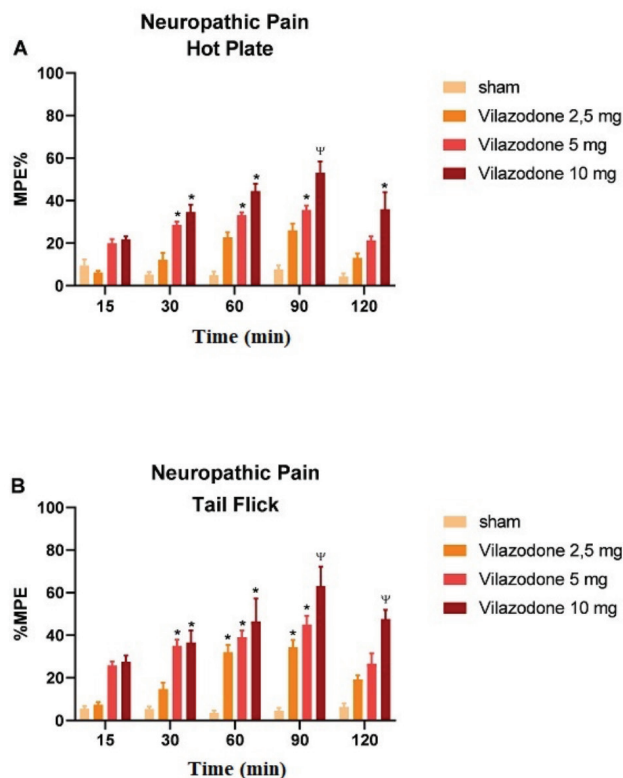 Neuropathic Pain
A
Hot Plate
100
80
60
40
20
0
MPE%
* *
* *
* Ψ
*
15 30 60 90 120
Time (min)
sham
Vilazodone 2,5 mg
Vilazodone 5 mg
Vilazodone 10 mg
Neuropathic Pain
B
Tail Flick
100
80
60
40
20
0
%MPE
* *
* * *
* * Ψ
Ψ
15 30 60 90 120
Time (min)
sham
Vilazodone 2,5 mg
Vilazodone 5 mg
Vilazodone 10 mg